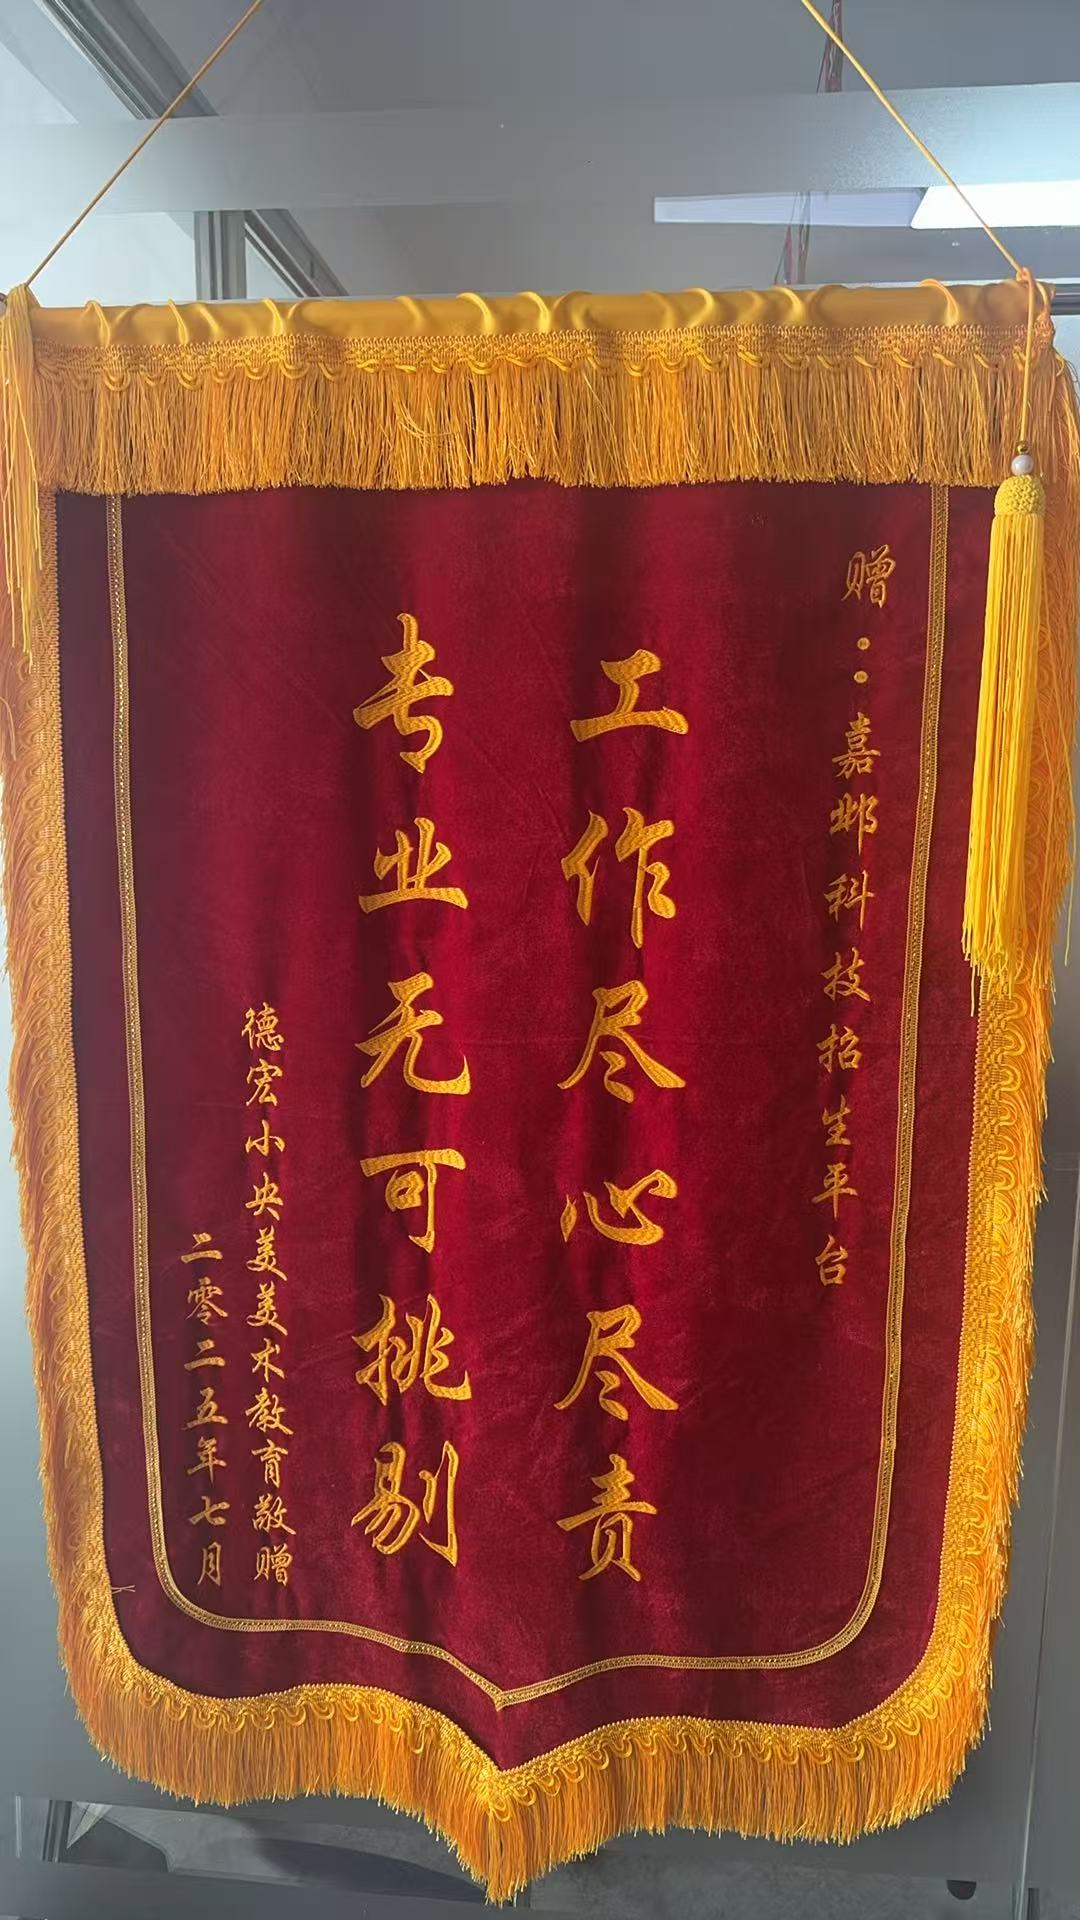 赠：嘉邺科技招生平台
工作尽心尽责
专业无可挑剔
德宏小央美美术教育敬赠
二零二五年七月